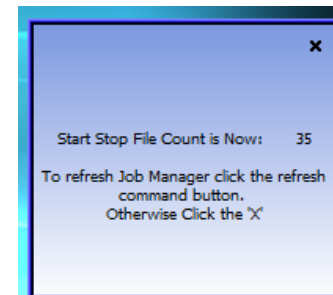 Start Stop File Count is Now: 35
To refresh Job Manager click the refresh
command button.
Otherwise Click the 'X'